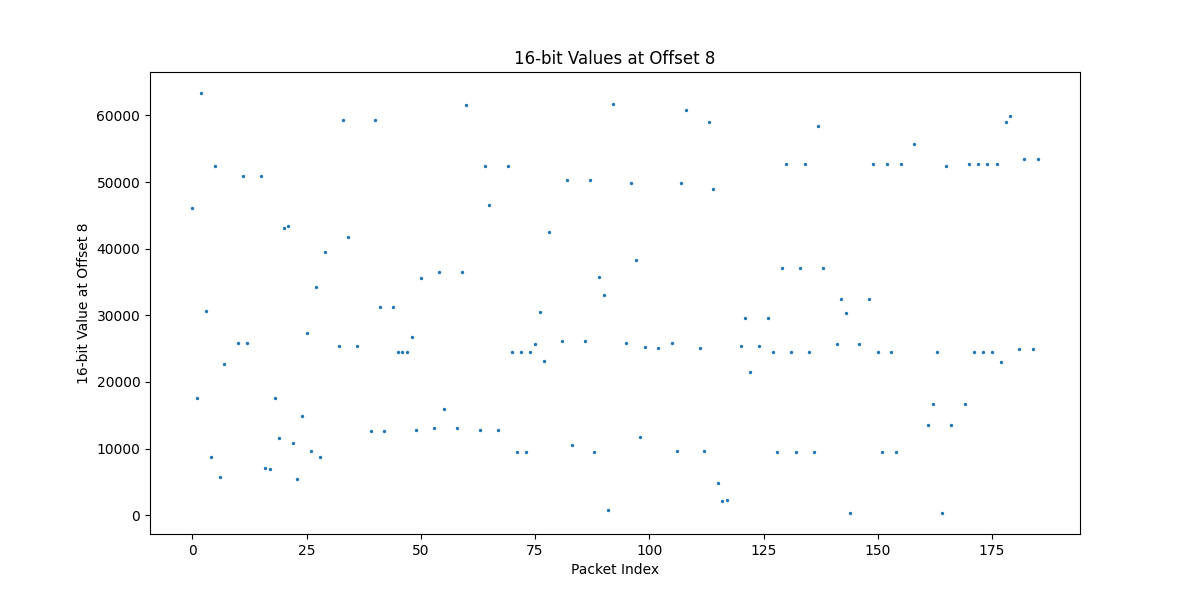 16-bit Values at Offset 8
16-bit Value at Offset 8
60000
50000
40000
30000
20000
10000
0
0 25 50 75 100 125 150 175
Packet Index